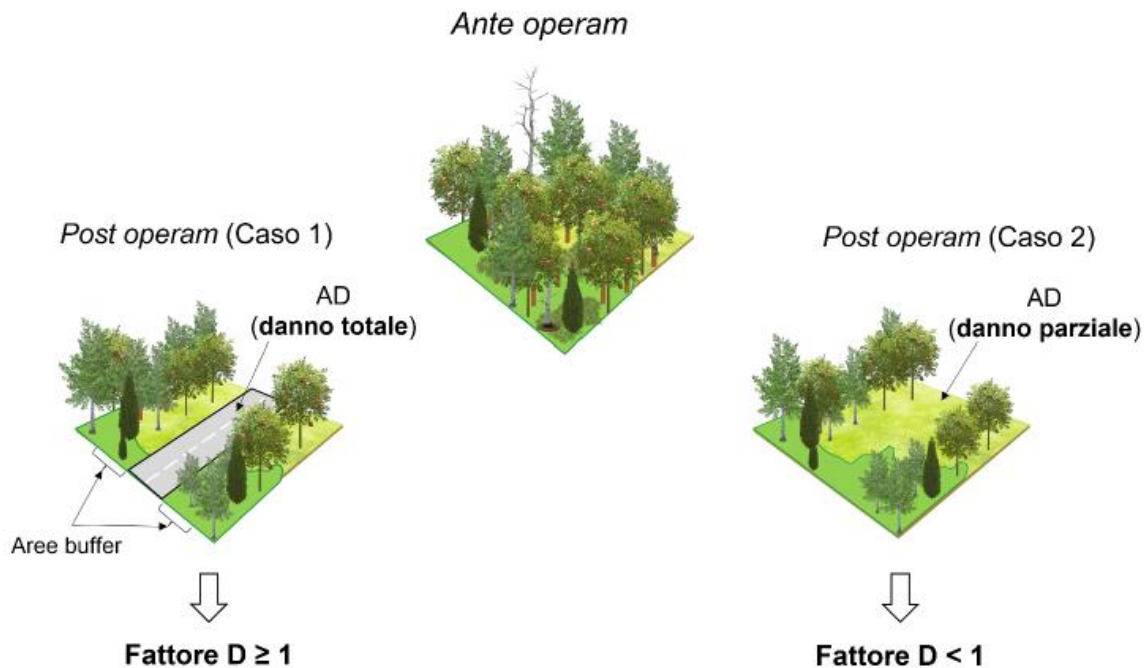 Ante operam
Post operam (Caso 1)
AD
(danno totale)
Aree buffer
Fattore D ≥ 1
Post operam (Caso 2)
AD
(danno parziale)
Fattore D < 1